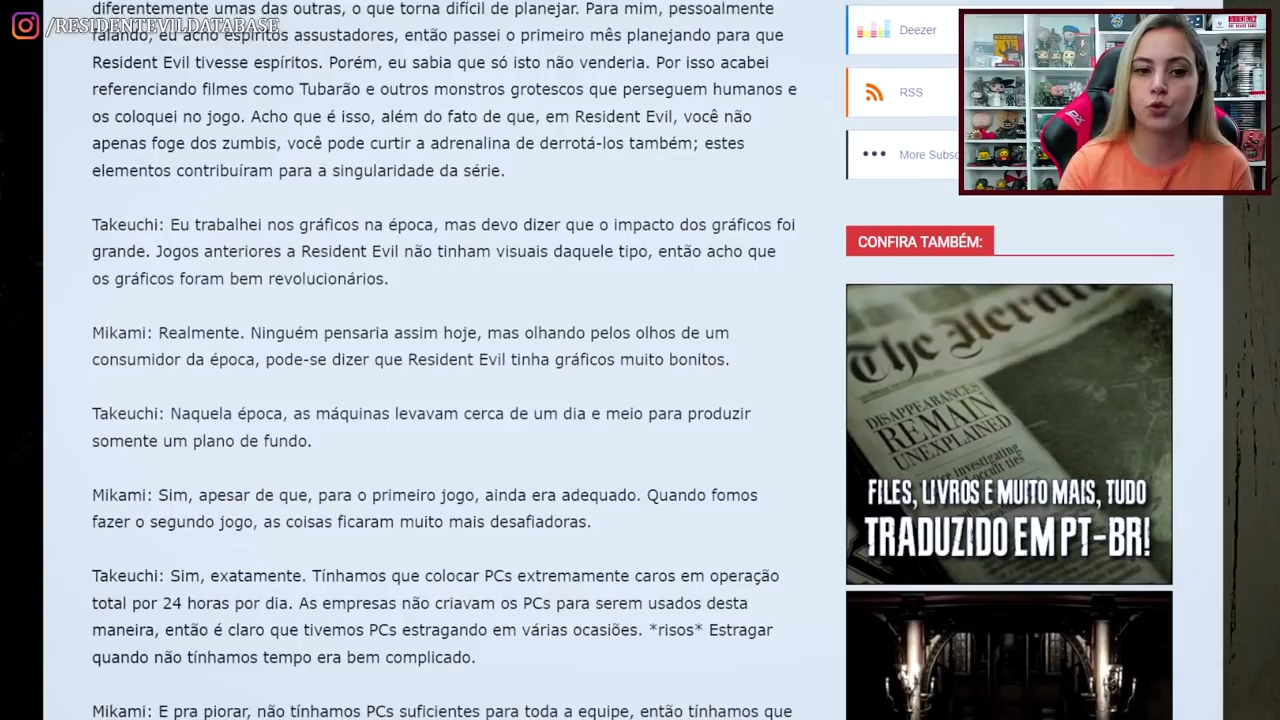 /RESIDENTEVILDATABASE
diferentemente umas das outras, o que torna difícil de planejar. Para mim, pessoalmente
falando, eu acho espíritos assustadores, então passei o primeiro mês planejando para que
Resident Evil tivesse espíritos. Porém, eu sabia que só isto não venderia. Por isso acabei
referenciando filmes como Tubarão e outros monstros grotescos que perseguem humanos e
os coloquei no jogo. Acho que é isso, além do fato de que, em Resident Evil, você não
apenas foge dos zumbis, você pode curtir a adrenalina de derrotá-los também; estes
elementos contribuíram para a singularidade da série.
Takeuchi: Eu trabalhei nos gráficos na época, mas devo dizer que o impacto dos gráficos foi
grande. Jogos anteriores a Resident Evil não tinham visuais daquele tipo, então acho que
os gráficos foram bem revolucionários.
Mikami: Realmente. Ninguém pensaria assim hoje, mas olhando pelos olhos de um
consumidor da época, pode-se dizer que Resident Evil tinha gráficos muito bonitos.
Takeuchi: Naquela época, as máquinas levavam cerca de um dia e meio para produzir
somente um plano de fundo.
Mikami: Sim, apesar de que, para o primeiro jogo, ainda era adequado. Quando fomos
fazer o segundo jogo, as coisas ficaram muito mais desafiadoras.
Takeuchi: Sim, exatamente. Tínhamos que colocar PCs extremamente caros em operação
total por 24 horas por dia. As empresas não criavam os PCs para serem usados desta
maneira, então é claro que tivemos PCs estragando em várias ocasiões. *risos* Estragar
quando não tínhamos tempo era bem complicado.
Mikami: E pra piorar, não tínhamos PCs suficientes para toda a equipe, então tínhamos que
Deezer
RSS
More Subsc
CONFIRA TAMBÉM:
The Heral
DISAPPEARANCES
REMAIN
UNEXPLAINED
investigating
occult ties
FILES, LIVROS E MUITO MAIS, TUDO
TRADUZIDO EM PT-BR!